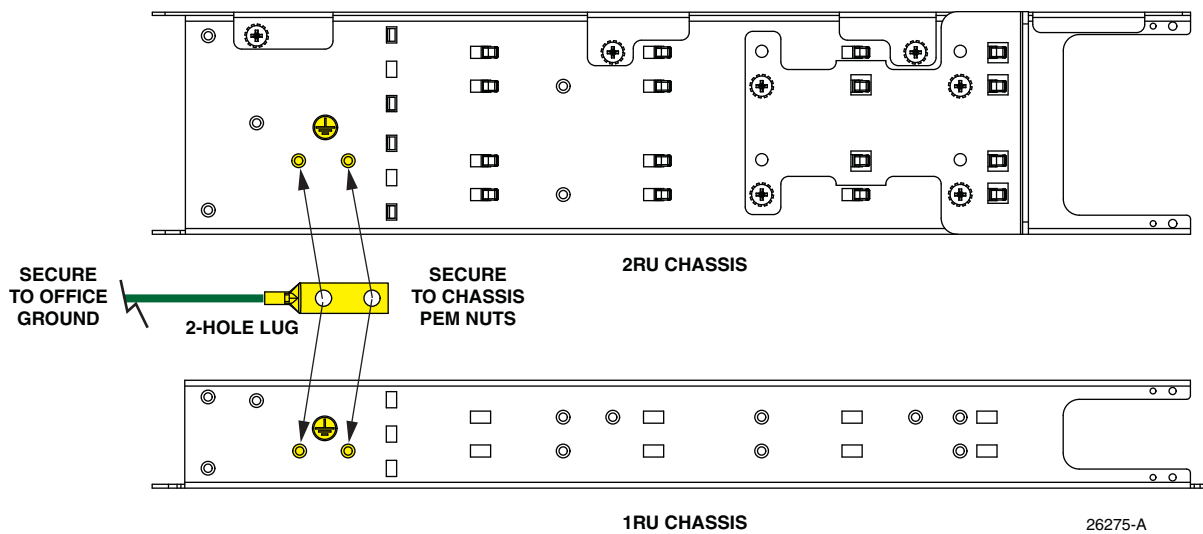 2RU CHASSIS
SECURE
TO OFFICE
GROUND
2-HOLE LUG
SECURE
TO CHASSIS
PEM NUTS
1RU CHASSIS
26275-A